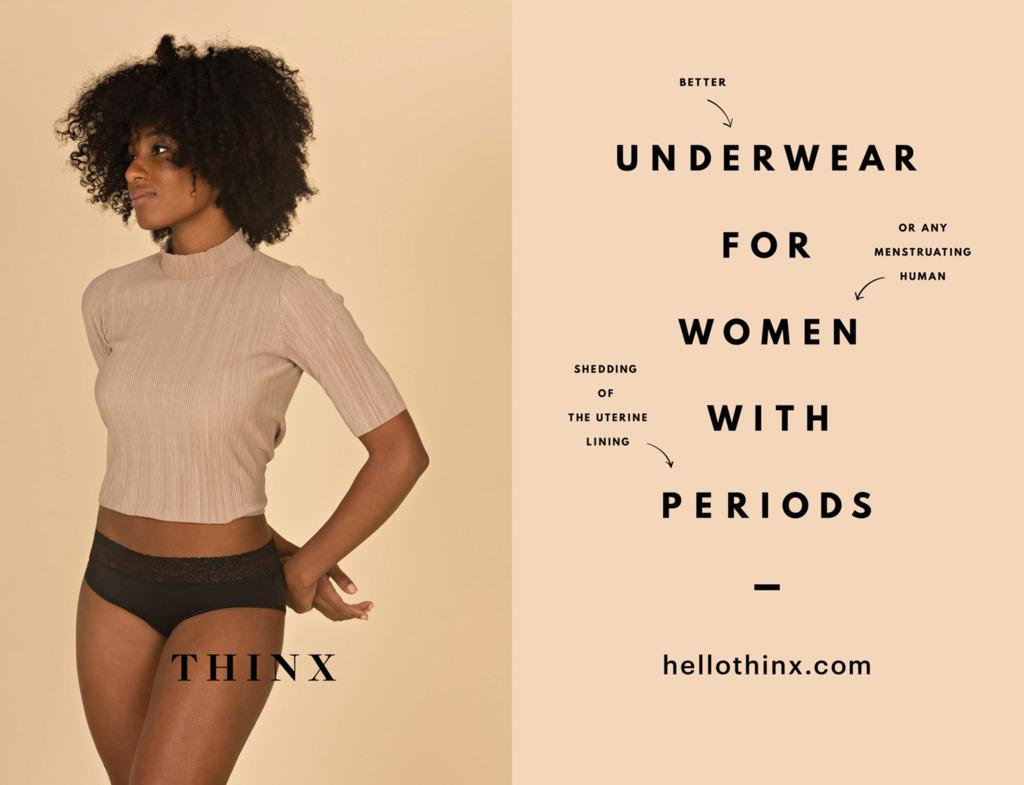 THINX
BETTER
UNDERWEAR
FOR
OR ANY
MENSTRUATING
HUMAN
WOMEN
SHEDDING
OF
THE UTERINE
LINING
WITH
PERIODS
hellothinx.com